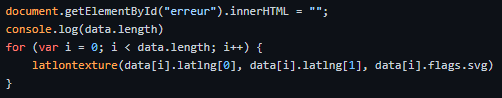 document.getElementById("erreur").innerHTML = "";
console.log(data.length)
for (var i = 0; i < data.length; i++) {
    latlontexture(data[i].latlng[0], data[i].latlng[1], data[i].flags.svg)
}